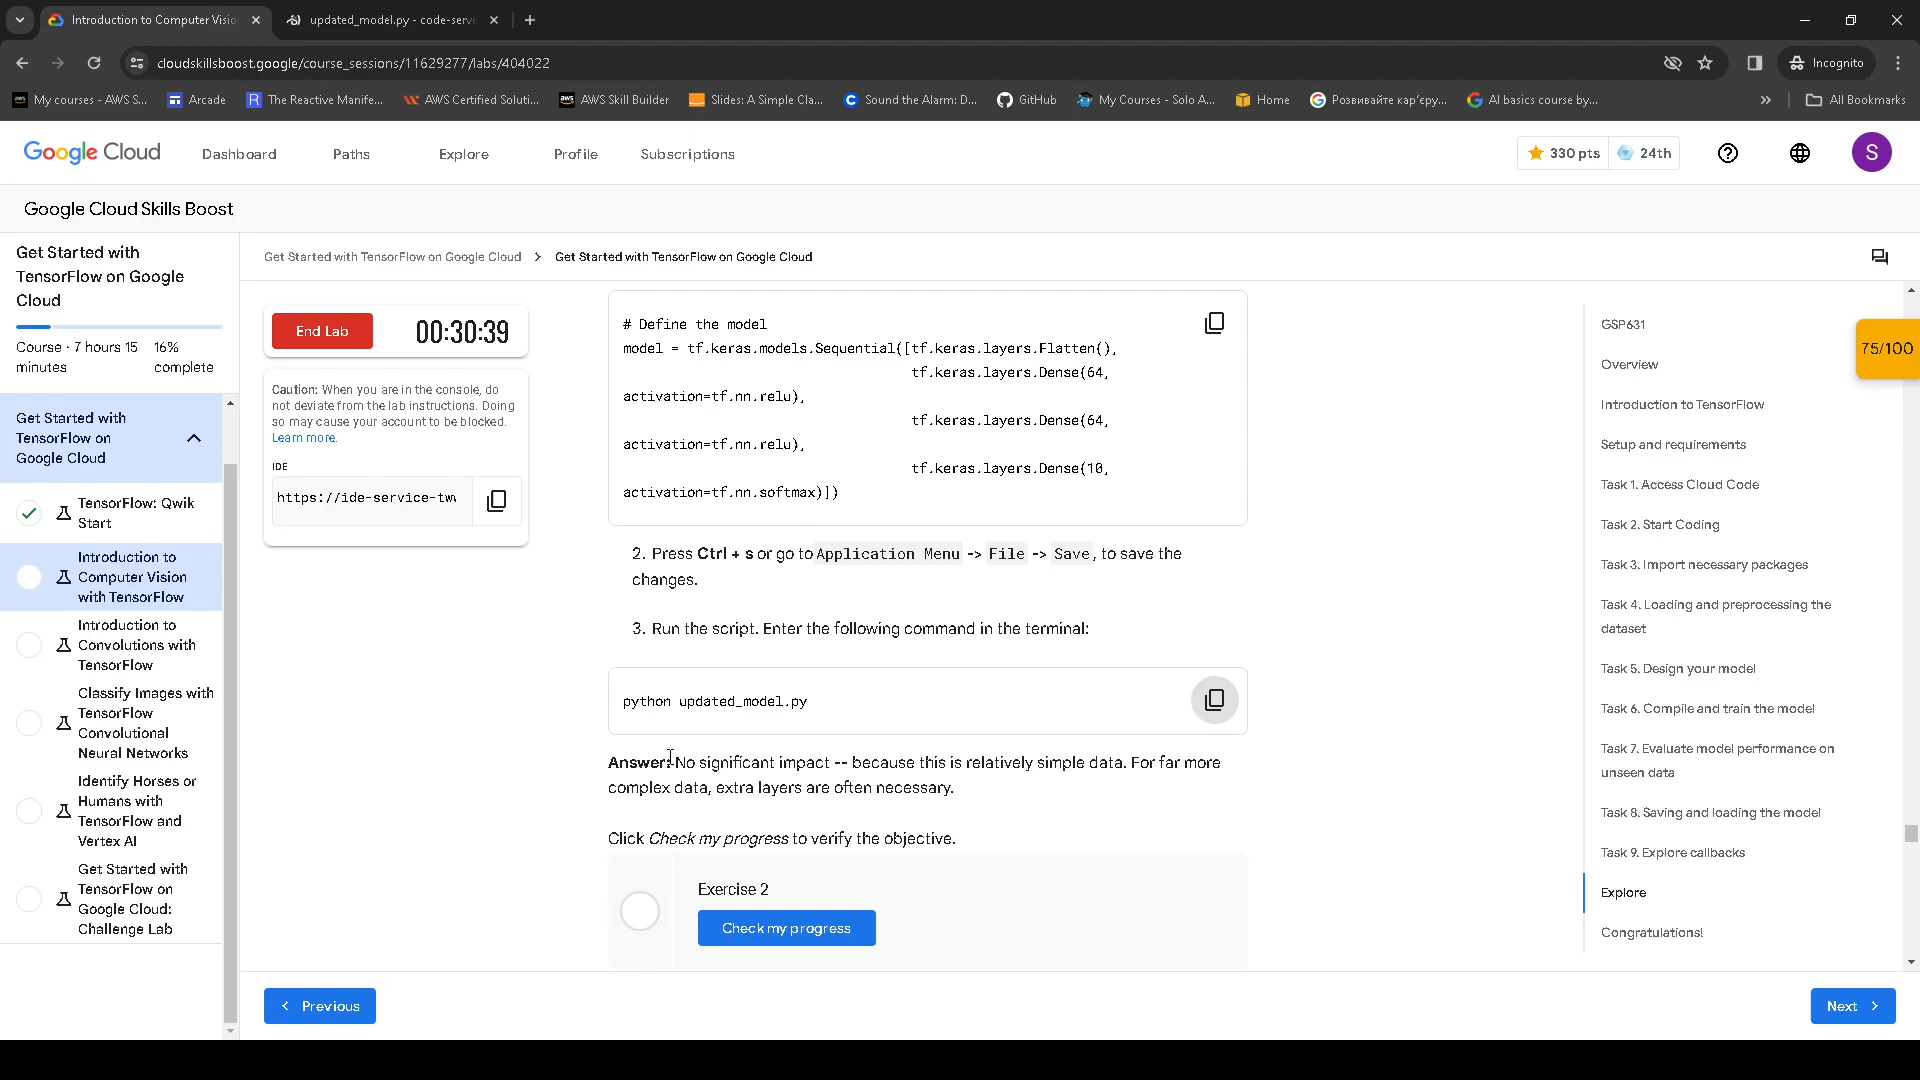 Introduction to Computer Visio
updated_model.py - code-serve
cloudskillsboost.google/course_sessions/11629277/labs/404022
Incognito
My courses - AWS S...
Arcade
The Reactive Manife...
AWS Certified Soluti...
AWS Skill Builder
Slides: A Simple Cla...
Sound the Alarm: D...
GitHub
My Courses - Solo A...
Home
Розвивайте кар'єру...
AI basics course by...
All Bookmarks
Google Cloud
Dashboard
Paths
Explore
Profile
Subscriptions
330 pts
24th
S
Google Cloud Skills Boost
Get Started with
TensorFlow on Google
Cloud
Course · 7 hours 15
minutes
16%
complete
Get Started with
TensorFlow on
Google Cloud
TensorFlow: Qwik
Start
Introduction to
Computer Vision
with TensorFlow
Introduction to
Convolutions with
TensorFlow
Classify Images with
TensorFlow
Convolutional
Neural Networks
Identify Horses or
Humans with
TensorFlow and
Vertex AI
Get Started with
TensorFlow on
Google Cloud:
Challenge Lab
Get Started with TensorFlow on Google Cloud
Get Started with TensorFlow on Google Cloud
End Lab
00:30:39
Caution: When you are in the console, do
not deviate from the lab instructions. Doing
so may cause your account to be blocked.
Learn more.
IDE
https://ide-service-tw
# Define the model
model = tf.keras.models.Sequential([tf.keras.layers.Flatten(),
tf.keras.layers.Dense(64,
activation=tf.nn.relu),
tf.keras.layers.Dense(64,
activation=tf.nn.relu),
tf.keras.layers.Dense(10,
activation=tf.nn.softmax)])
2. Press Ctrl + s or go to Application Menu -> File -> Save, to save the
changes.
3. Run the script. Enter the following command in the terminal:
python updated_model.py
Answer: No significant impact -- because this is relatively simple data. For far more
complex data, extra layers are often necessary.
Click Check my progress to verify the objective.
Exercise 2
Check my progress
Previous
Next
GSP631
Overview
Introduction to TensorFlow
Setup and requirements
Task 1. Access Cloud Code
Task 2. Start Coding
Task 3. Import necessary packages
Task 4. Loading and preprocessing the
dataset
Task 5. Design your model
Task 6. Compile and train the model
Task 7. Evaluate model performance on
unseen data
Task 8. Saving and loading the model
Task 9. Explore callbacks
Explore
Congratulations!
75/100